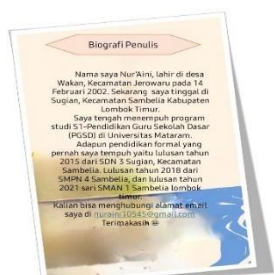 Biografi Penulis
Nama saya Nur'Aini, lahir di desa
Wakan, Kecamatan Jerowaru pada 14
Februari 2002. Sekarang saya tinggal di
Sugian, Kecamatan Sambelia Kabupaten
Lombok Timur.
Saya tengah menempuh program
studi S1-Pendidikan Guru Sekolah Dasar
(PGSD) di Universitas Mataram.
Adapun pendidikan formal yang
pernah saya tempuh yaitu lulusan tahun
2015 dari SDN 3 Sugian, Kecamatan
Sambelia. Lulusan tahun 2018 dari
SMPN 4 Sambelia, dan lulusan tahun
2021 sari SMAN 1 Sambelia lombok
timur.
Kalian bisa menghubungi alamat email
saya di nuraini10545@gmail.com
Terimakasih